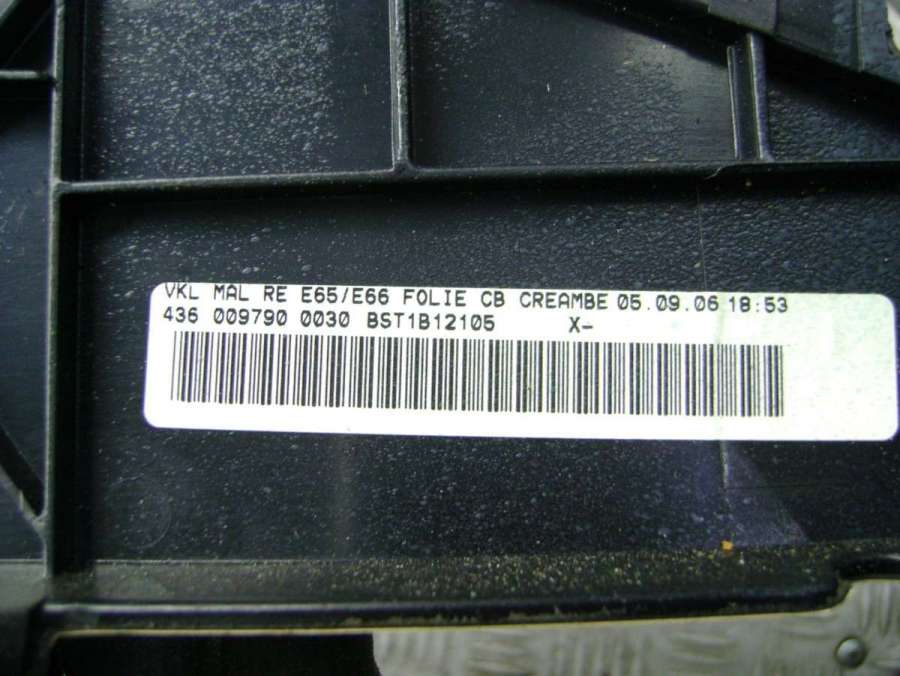 VKL MAL RE E65/E66 FOLIE CB CREAMBE 05.09.06 18:53
436 009790 0030 BST1B12105 X-